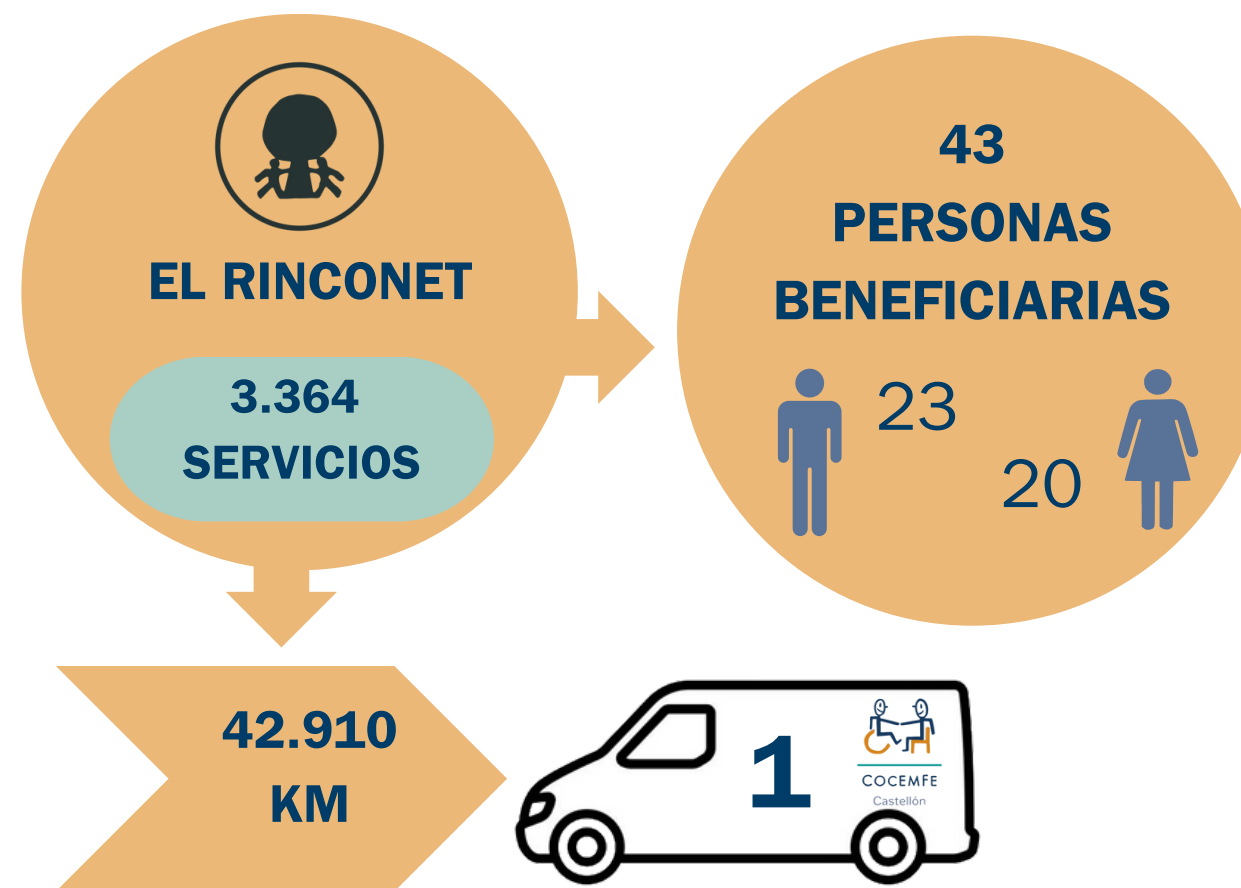 EL RINCONET
3.364
SERVICIOS
43
PERSONAS
BENEFICIARIAS
23
20
42.910
KM
1
COCEMFE
Castellón